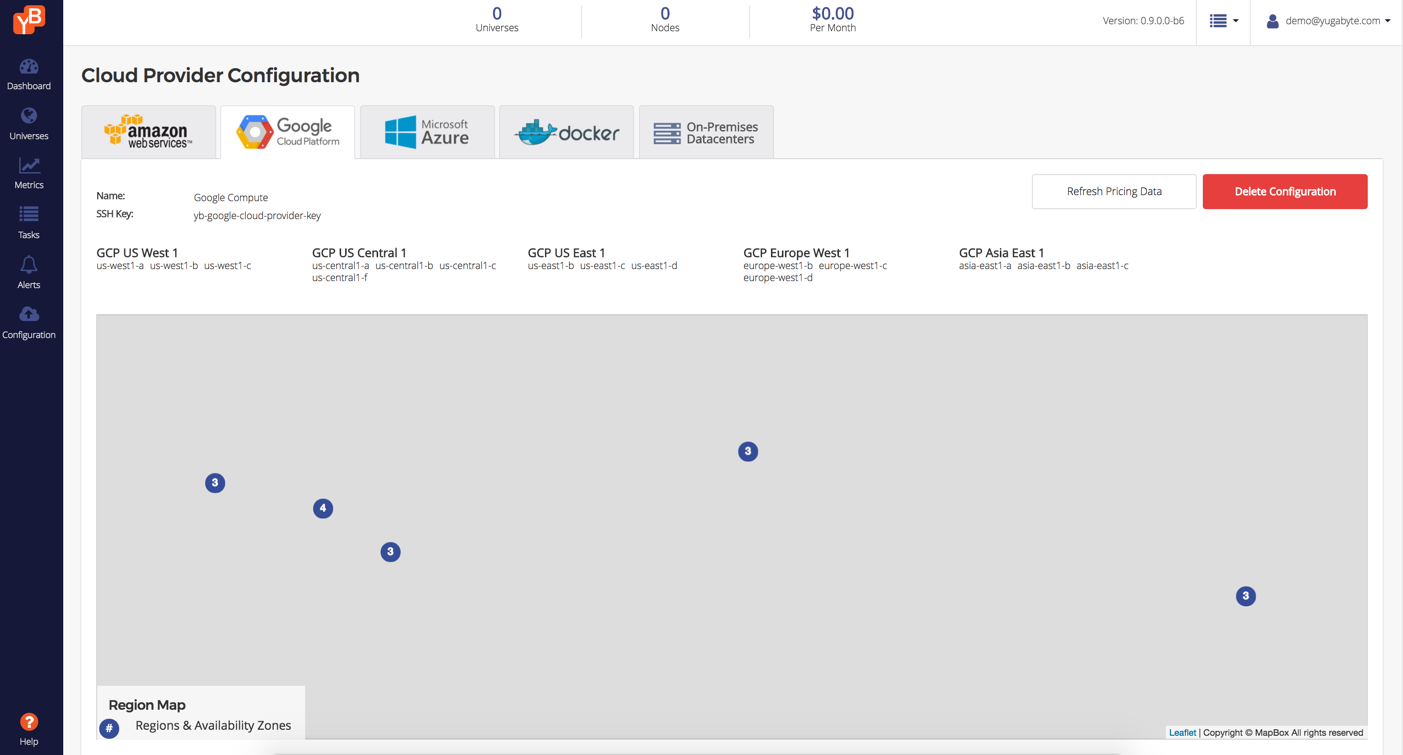 YB
0
Universes
0
Nodes
$0.00
Per Month
Version: 0.9.0.0-b6
demo@yugabyte.com
Dashboard
Universes
Metrics
Tasks
Alerts
Configuration
?
Help
Cloud Provider Configuration
amazon
web services™
Google
Cloud Platform
Microsoft
Azure
docker
On-Premises
Datacenters
Name: Google Compute
SSH Key: yb-google-cloud-provider-key
Refresh Pricing Data
Delete Configuration
GCP US West 1
us-west1-a us-west1-b us-west1-c
GCP US Central 1
us-central1-a us-central1-b us-central1-c
us-central1-f
GCP US East 1
us-east1-b us-east1-c us-east1-d
GCP Europe West 1
europe-west1-b europe-west1-c
europe-west1-d
GCP Asia East 1
asia-east1-a asia-east1-b asia-east1-c
3
3
4
3
3
Region Map
# Regions & Availability Zones
Leaflet | Copyright © MapBox All rights reserved